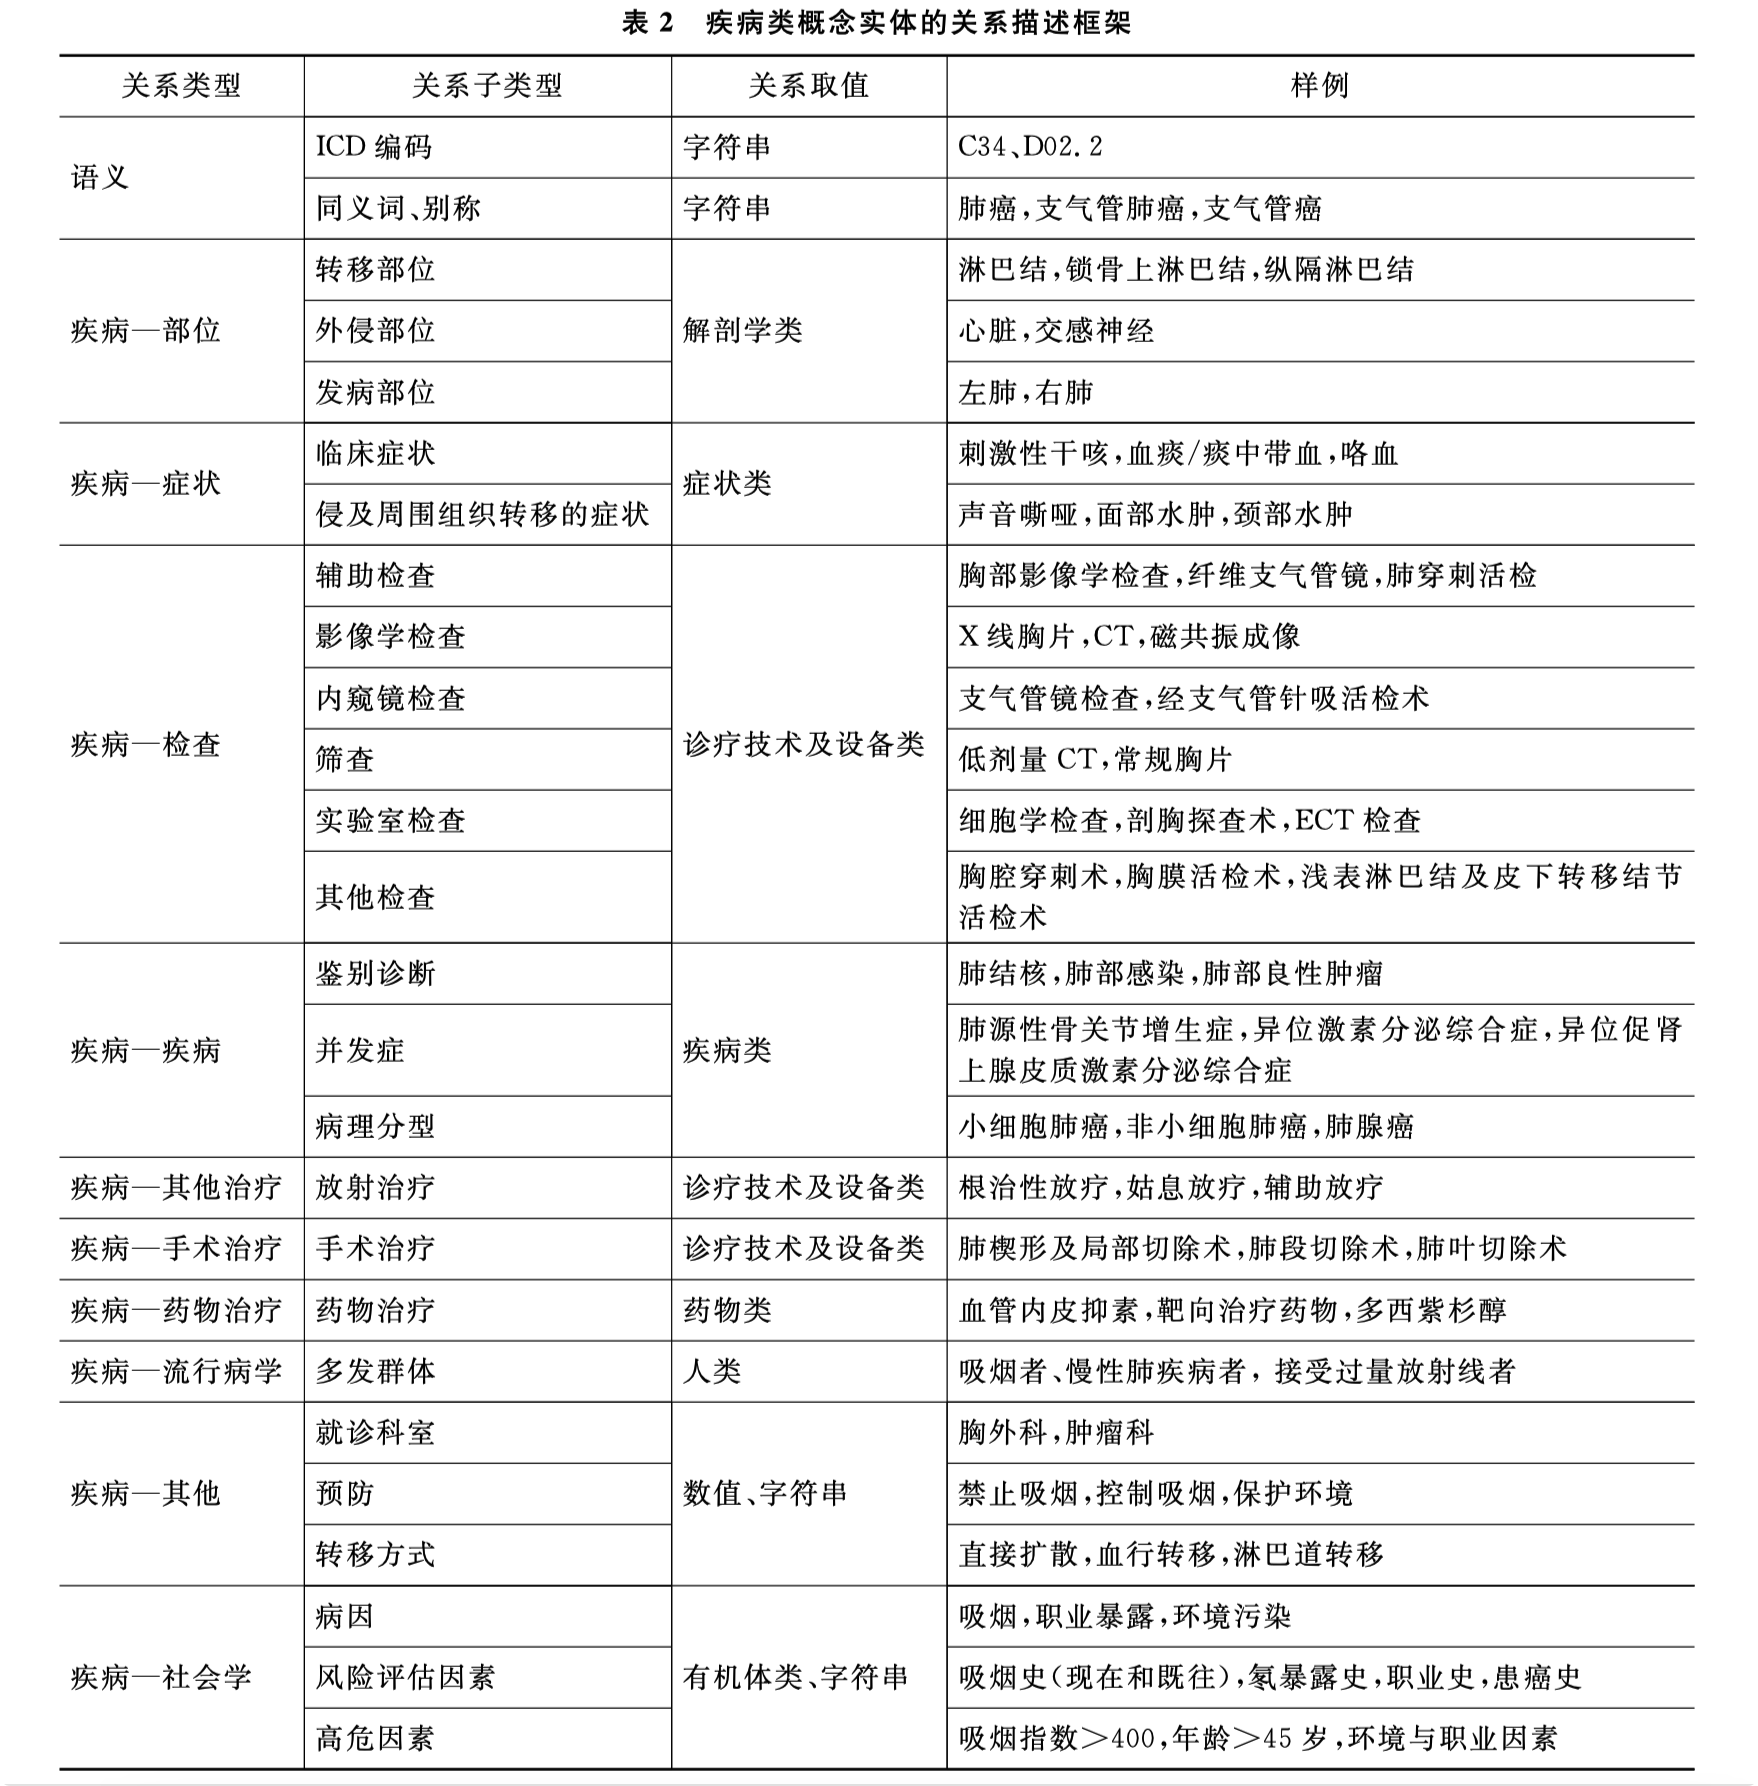 表 2 疾病类概念实体的关系描述框架
关系类型 关系子类型 关系取值 样例
语义 ICD 编码 字符串 C34、D02.2
同义词、别称 字符串 肺癌,支气管肺癌,支气管癌
疾病—部位 转移部位 解剖学类 淋巴结,锁骨上淋巴结,纵隔淋巴结
外侵部位 心脏,交感神经
发病部位 左肺,右肺
疾病—症状 临床症状 症状类 刺激性干咳,血痰/痰中带血,咯血
侵及周围组织转移的症状 声音嘶哑,面部水肿,颈部水肿
疾病—检查 辅助检查 诊疗技术及设备类 胸部影像学检查,纤维支气管镜,肺穿刺活检
影像学检查 X 线胸片,CT,磁共振成像
内窥镜检查 支气管镜检查,经支气管针吸活检术
筛查 低剂量 CT,常规胸片
实验室检查 细胞学检查,剖胸探查术,ECT 检查
其他检查 胸腔穿刺术,胸膜活检术,浅表淋巴结及皮下转移结节
活检术
疾病—疾病 鉴别诊断 疾病类 肺结核,肺部感染,肺部良性肿瘤
并发症 肺源性骨关节增生症,异位激素分泌综合症,异位促肾
上腺皮质激素分泌综合症
病理分型 小细胞肺癌,非小细胞肺癌,肺腺癌
疾病—其他治疗 放射治疗 诊疗技术及设备类 根治性放疗,姑息放疗,辅助放疗
疾病—手术治疗 手术治疗 诊疗技术及设备类 肺楔形及局部切除术,肺段切除术,肺叶切除术
疾病—药物治疗 药物治疗 药物类 血管内皮抑素,靶向治疗药物,多西紫杉醇
疾病—流行病学 多发群体 人类 吸烟者、慢性肺疾病者, 接受过量放射线者
疾病—其他 就诊科室 数值、字符串 胸外科,肿瘤科
预防 禁止吸烟,控制吸烟,保护环境
转移方式 直接扩散,血行转移,淋巴道转移
疾病—社会学 病因 有机体类、字符串 吸烟,职业暴露,环境污染
风险评估因素 吸烟史(现在和既往),氡暴露史,职业史,患癌史
高危因素 吸烟指数>400,年龄>45 岁,环境与职业因素